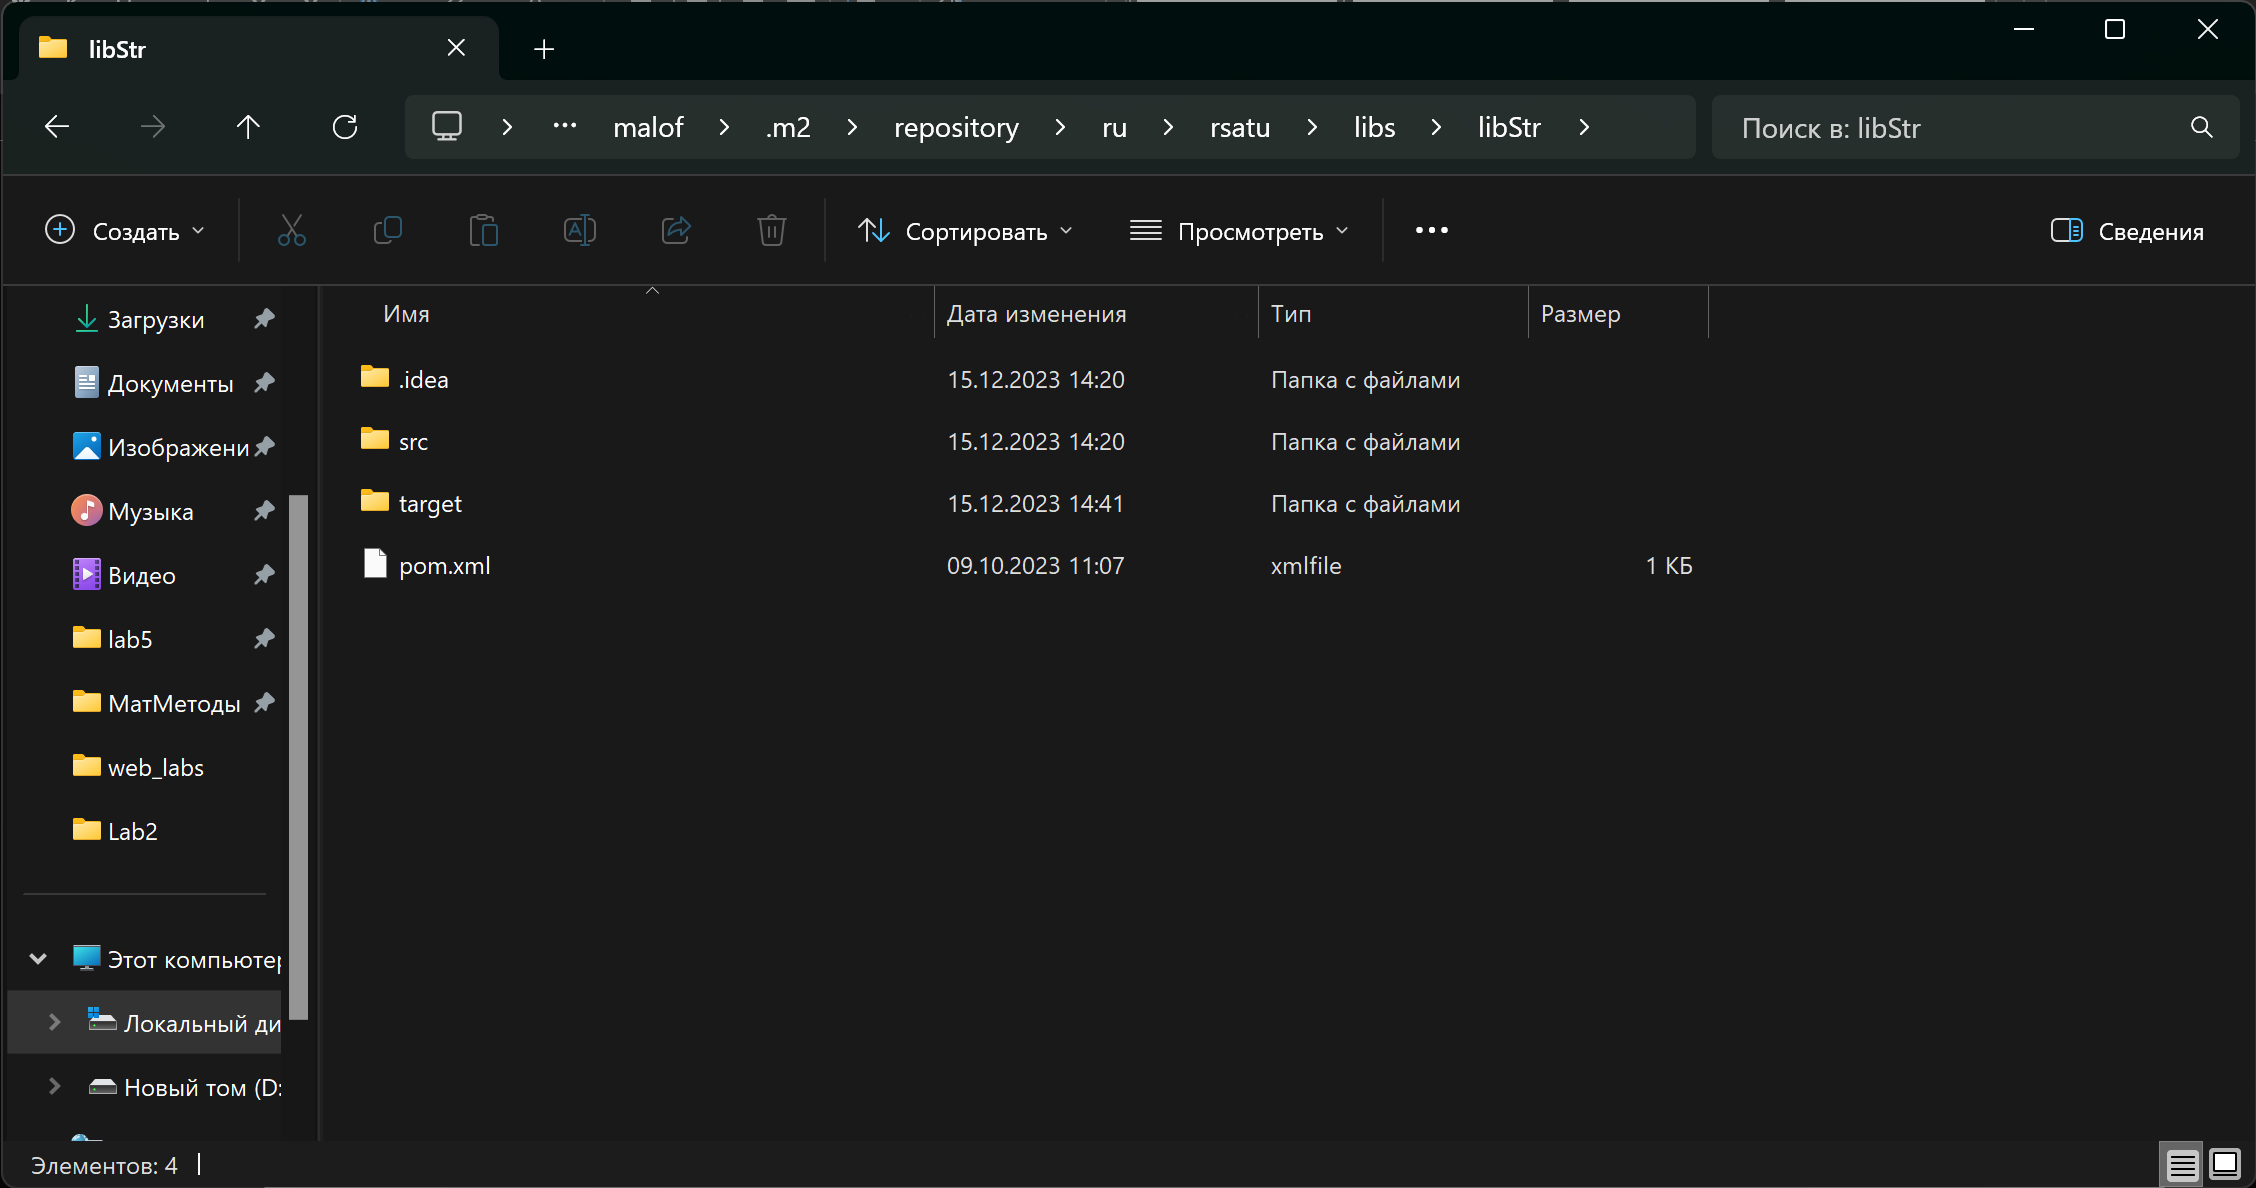 libStr
malof > .m2 > repository > ru > rsatu > libs > libStr >
Поиск в: libStr
Создать
Сортировать
Просмотреть
Сведения
Загрузки
Документы
Изображени
Музыка
Видео
lab5
МатМетоды
web_labs
Lab2
Этот компьютер
Локальный ди
Новый том (D:
Имя Дата изменения Тип Размер
.idea 15.12.2023 14:20 Папка с файлами
src 15.12.2023 14:20 Папка с файлами
target 15.12.2023 14:41 Папка с файлами
pom.xml 09.10.2023 11:07 xmlfile 1 КБ
Элементов: 4